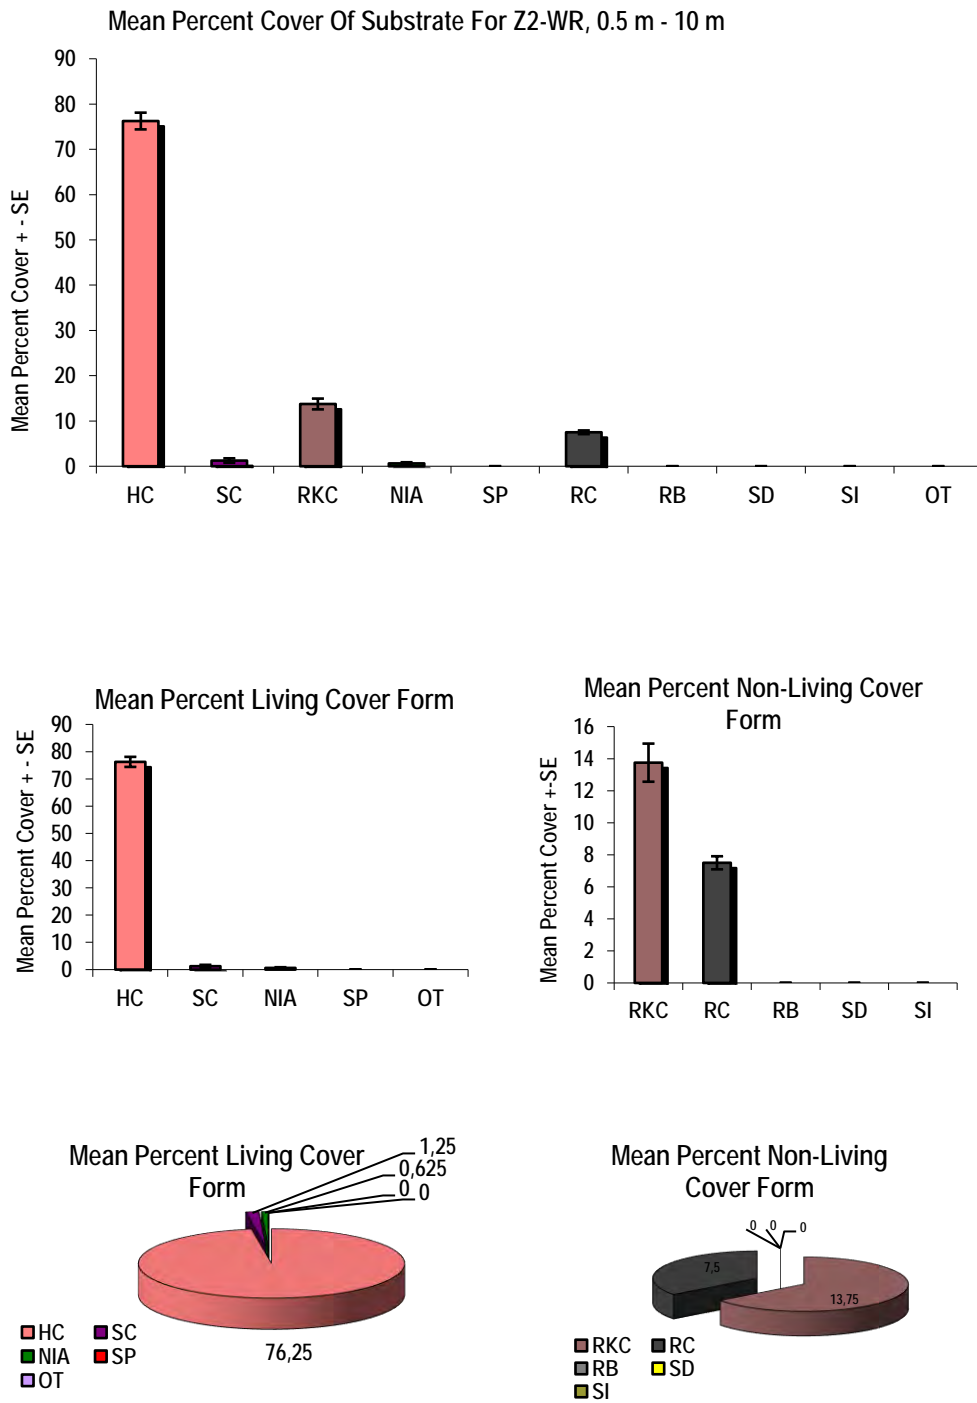 Mean Percent Cover Of Substrate For Z2-WR, 0.5 m - 10 m
Mean Percent Cover + - SE
90
80
70
60
50
40
30
20
10
0
HC SC RKC NIA SP RC RB SD SI OT
Mean Percent Living Cover Form
Mean Percent Cover + - SE
90
80
70
60
50
40
30
20
10
0
HC SC NIA SP OT
Mean Percent Non-Living Cover
Form
Mean Percent Cover +-SE
16
14
12
10
8
6
4
2
0
RKC RC RB SD SI
Mean Percent Living Cover
Form
1,25
0,625
0 0
76,25
HC SC
NIA SP
OT
Mean Percent Non-Living
Cover Form
0 0 0
7,5
13,75
RKC RC
RB SD
SI